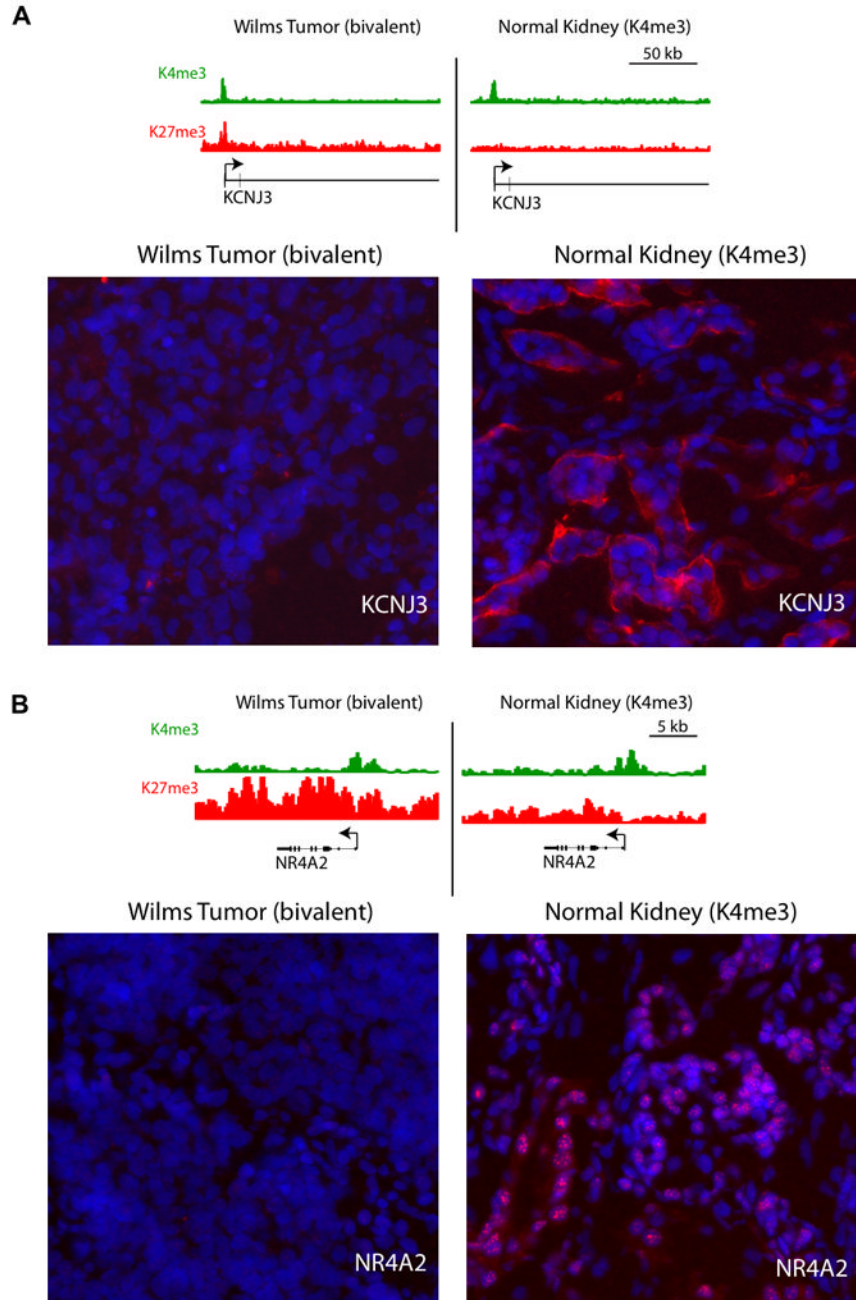 A
Wilms Tumor (bivalent) Normal Kidney (K4me3)
50 kb
K4me3
K27me3
KCNJ3 KCNJ3
Wilms Tumor (bivalent) Normal Kidney (K4me3)
KCNJ3 KCNJ3
B
Wilms Tumor (bivalent) Normal Kidney (K4me3)
K4me3 5 kb
K27me3
NR4A2 NR4A2
Wilms Tumor (bivalent) Normal Kidney (K4me3)
NR4A2 NR4A2